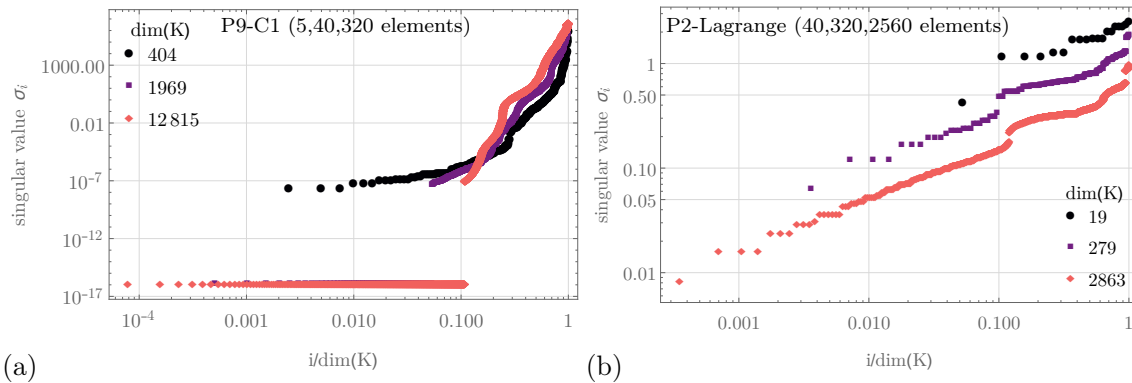 P9-C1 (5,40,320 elements)
dim(K)
404
1969
12 815
singular value σᵢ
1000.00
0.01
10⁻⁷
10⁻¹²
10⁻¹⁷
10⁻⁴
0.001
0.010
0.100
1
i/dim(K)
(a)
P2-Lagrange (40,320,2560 elements)
singular value σᵢ
1
0.50
0.10
0.05
0.01
dim(K)
19
279
2863
0.001
0.010
0.100
1
i/dim(K)
(b)